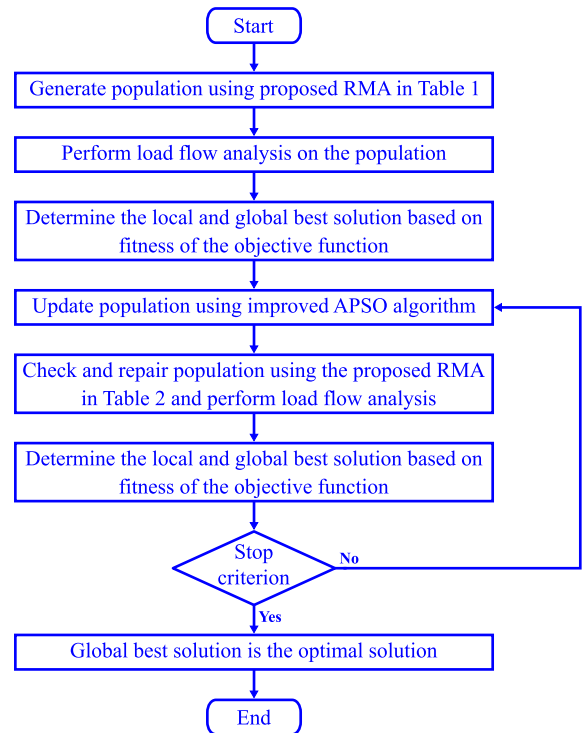 Start
Generate population using proposed RMA in Table 1
Perform load flow analysis on the population
Determine the local and global best solution based on
fitness of the objective function
Update population using improved APSO algorithm
Check and repair population using the proposed RMA
in Table 2 and perform load flow analysis
Determine the local and global best solution based on
fitness of the objective function
Stop
criterion
No
Yes
Global best solution is the optimal solution
End